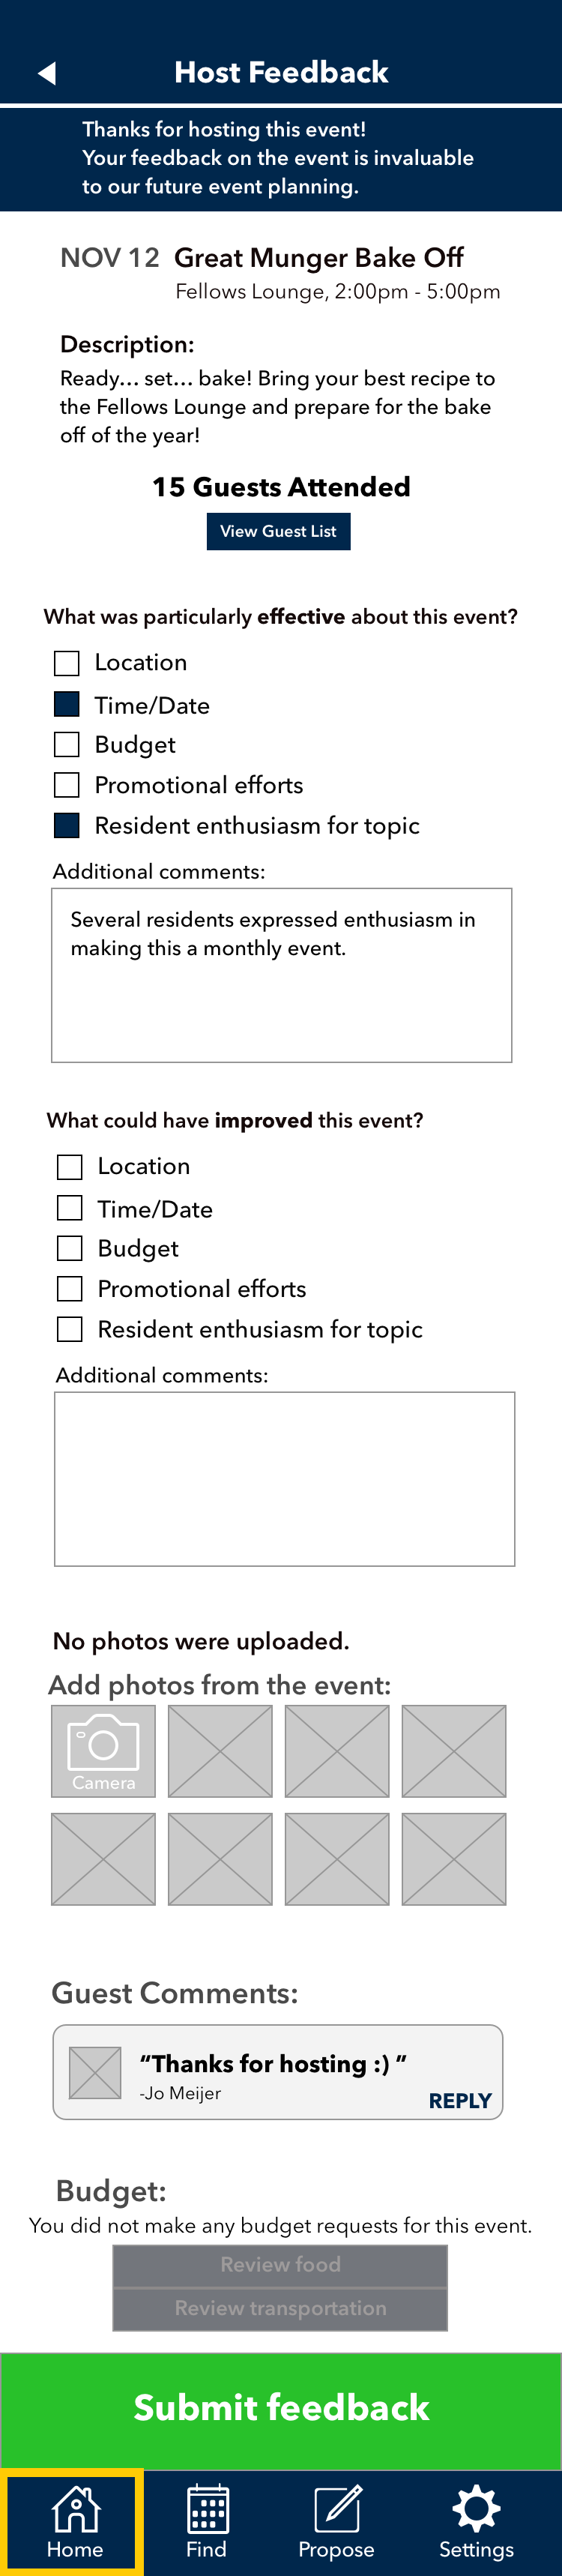 Host Feedback
Thanks for hosting this event!
Your feedback on the event is invaluable
to our future event planning.
NOV 12 Great Munger Bake Off
Fellows Lounge, 2:00pm - 5:00pm
Description:
Ready... set... bake! Bring your best recipe to
the Fellows Lounge and prepare for the bake
off of the year!
15 Guests Attended
View Guest List
What was particularly effective about this event?
Location
Time/Date
Budget
Promotional efforts
Resident enthusiasm for topic
Additional comments:
Several residents expressed enthusiasm in
making this a monthly event.
What could have improved this event?
Location
Time/Date
Budget
Promotional efforts
Resident enthusiasm for topic
Additional comments:
No photos were uploaded.
Add photos from the event:
Camera
Guest Comments:
“Thanks for hosting :) ”
-Jo Meijer
REPLY
Budget:
You did not make any budget requests for this event.
Review food
Review transportation
Submit feedback
Home Find Propose Settings